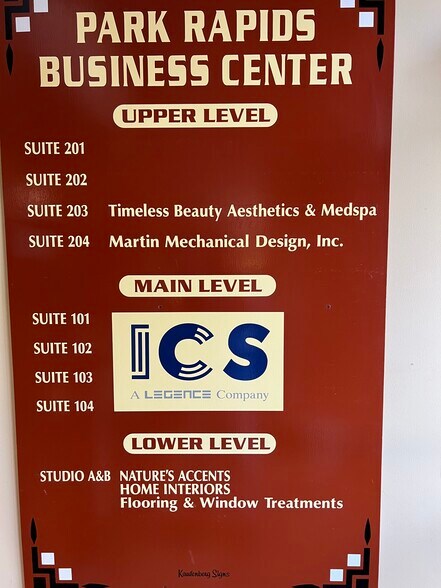 PARK RAPIDS
BUSINESS CENTER
UPPER LEVEL
SUITE 201
SUITE 202
SUITE 203 Timeless Beauty Aesthetics & Medspa
SUITE 204 Martin Mechanical Design, Inc.
MAIN LEVEL
SUITE 101
SUITE 102
SUITE 103
SUITE 104
ICS
A LEGENCE Company
LOWER LEVEL
STUDIO A&B NATURE'S ACCENTS
HOME INTERIORS
Flooring & Window Treatments